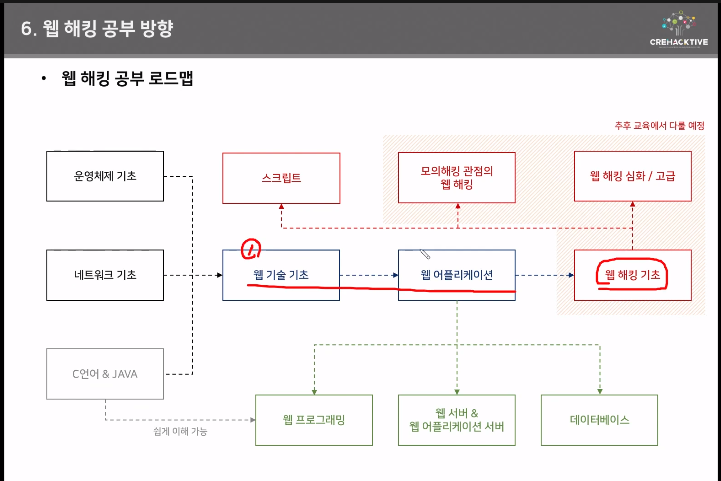 6. 웹 해킹 공부 방향
CREHACKTIVE
• 웹 해킹 공부 로드맵
추후 교육에서 다룰 예정
운영체제 기초
스크립트
모의해킹 관점의
웹 해킹
웹 해킹 심화 / 고급
1.
네트워크 기초
웹 기술 기초
웹 어플리케이션
웹 해킹 기초
C언어 & JAVA
쉽게 이해 가능
웹 프로그래밍
웹 서버 &
웹 어플리케이션 서버
데이터베이스